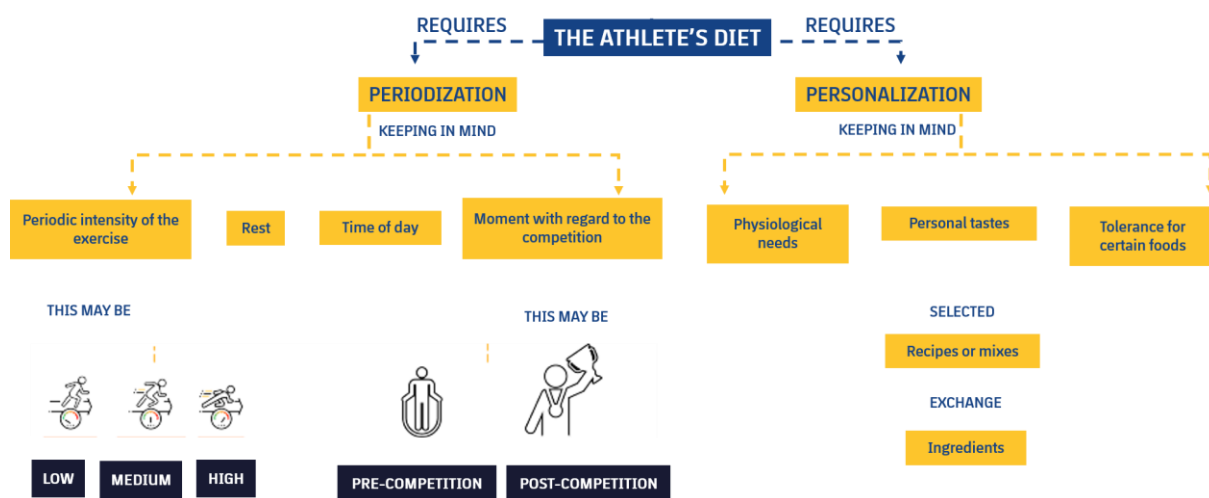 REQUIRES
THE ATHLETE'S DIET
REQUIRES
PERIODIZATION
PERSONALIZATION
KEEPING IN MIND
KEEPING IN MIND
Periodic intensity of the
exercise
Rest
Time of day
Moment with regard to the
competition
Physiological
needs
Personal tastes
Tolerance for
certain foods
THIS MAY BE
THIS MAY BE
SELECTED
Recipes or mixes
EXCHANGE
Ingredients
LOW
MEDIUM
HIGH
PRE-COMPETITION
POST-COMPETITION